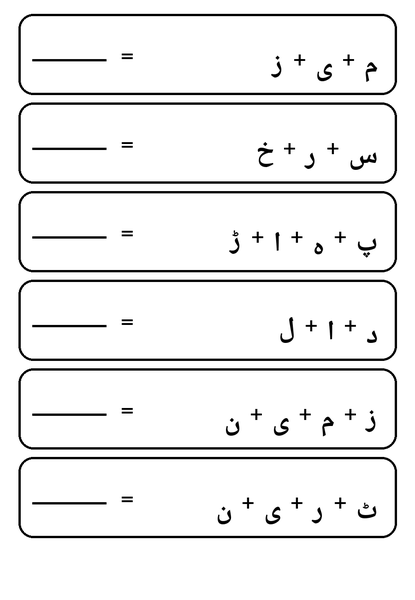 م + ی + ز = ______
س + ر + خ = ______
پ + ہ + ا + ڑ = ______
د + ا + ل = ______
ز + م + ی + ن = ______
ٹ + ر + ی + ن = ______